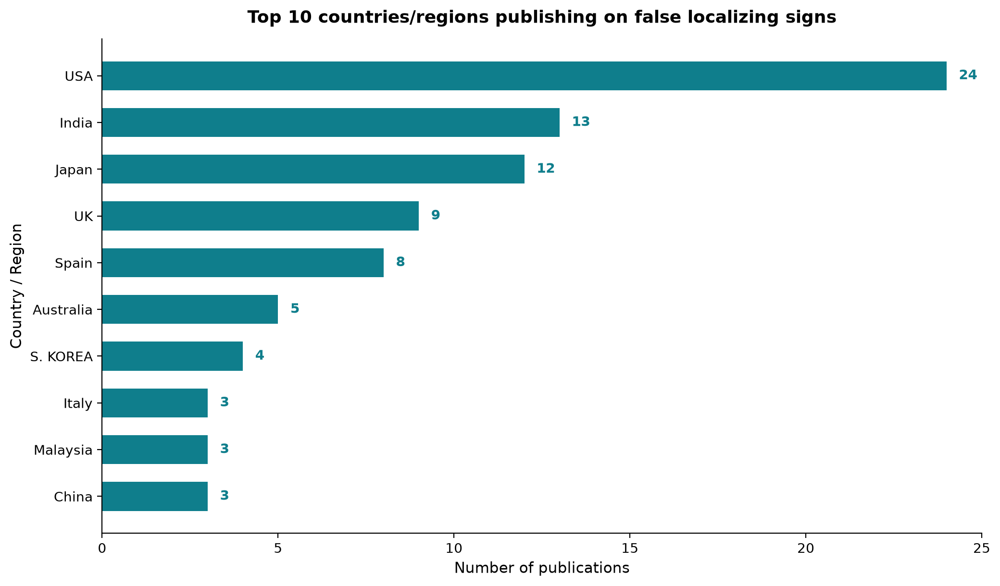 Top 10 countries/regions publishing on false localizing signs
USA
24
India
13
Japan
12
UK
9
Spain
8
Australia
5
S. KOREA
4
Italy
3
Malaysia
3
China
3
Country / Region
0 5 10 15 20 25
Number of publications